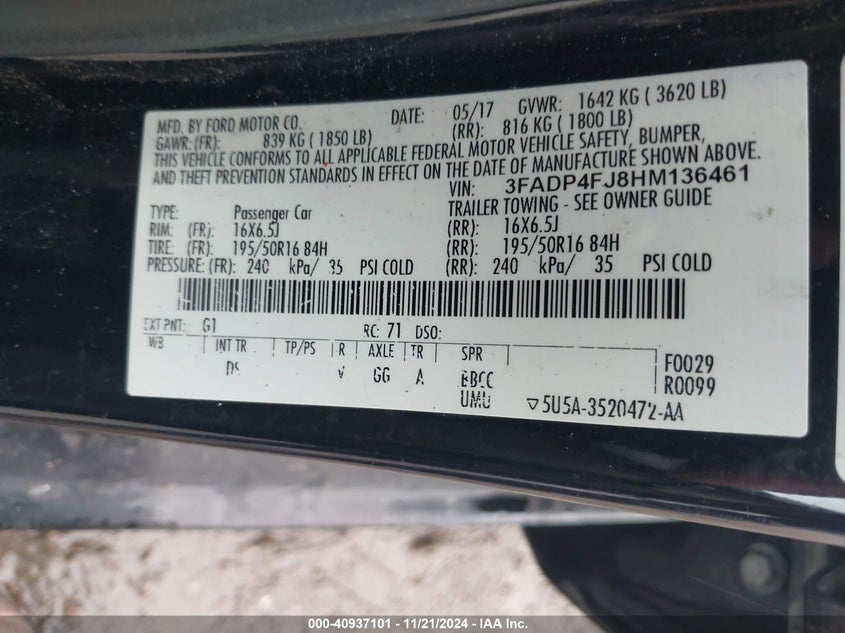 MFD. BY FORD MOTOR CO. DATE: 05/17 GVWR: 1642 KG ( 3620 LB)
GAWR: (FR): 839 KG ( 1850 LB) (RR): 816 KG ( 1800 LB)
THIS VEHICLE CONFORMS TO ALL APPLICABLE FEDERAL MOTOR VEHICLE SAFETY, BUMPER,
AND THEFT PREVENTION STANDARDS IN EFFECT ON THE DATE OF MANUFACTURE SHOWN ABOVE.
VIN: 3FADP4FJ8HM136461
TYPE: Passenger Car TRAILER TOWING - SEE OWNER GUIDE
RIM: (FR): 16X6.5J (RR): 16X6.5J
TIRE: (FR): 195/50R16 84H (RR): 195/50R16 84H
PRESSURE: (FR): 240 kPa/ 35 PSI COLD (RR): 240 kPa/ 35 PSI COLD
EXT PNT: G1 RC: 71 DSO:
WB INT TR TP/PS R AXLE TR SPR F0029
DS V GG A EBCC R0099
UMU ▽5U5A-3520472-AA
000-40937101 - 11/21/2024 - IAA Inc.